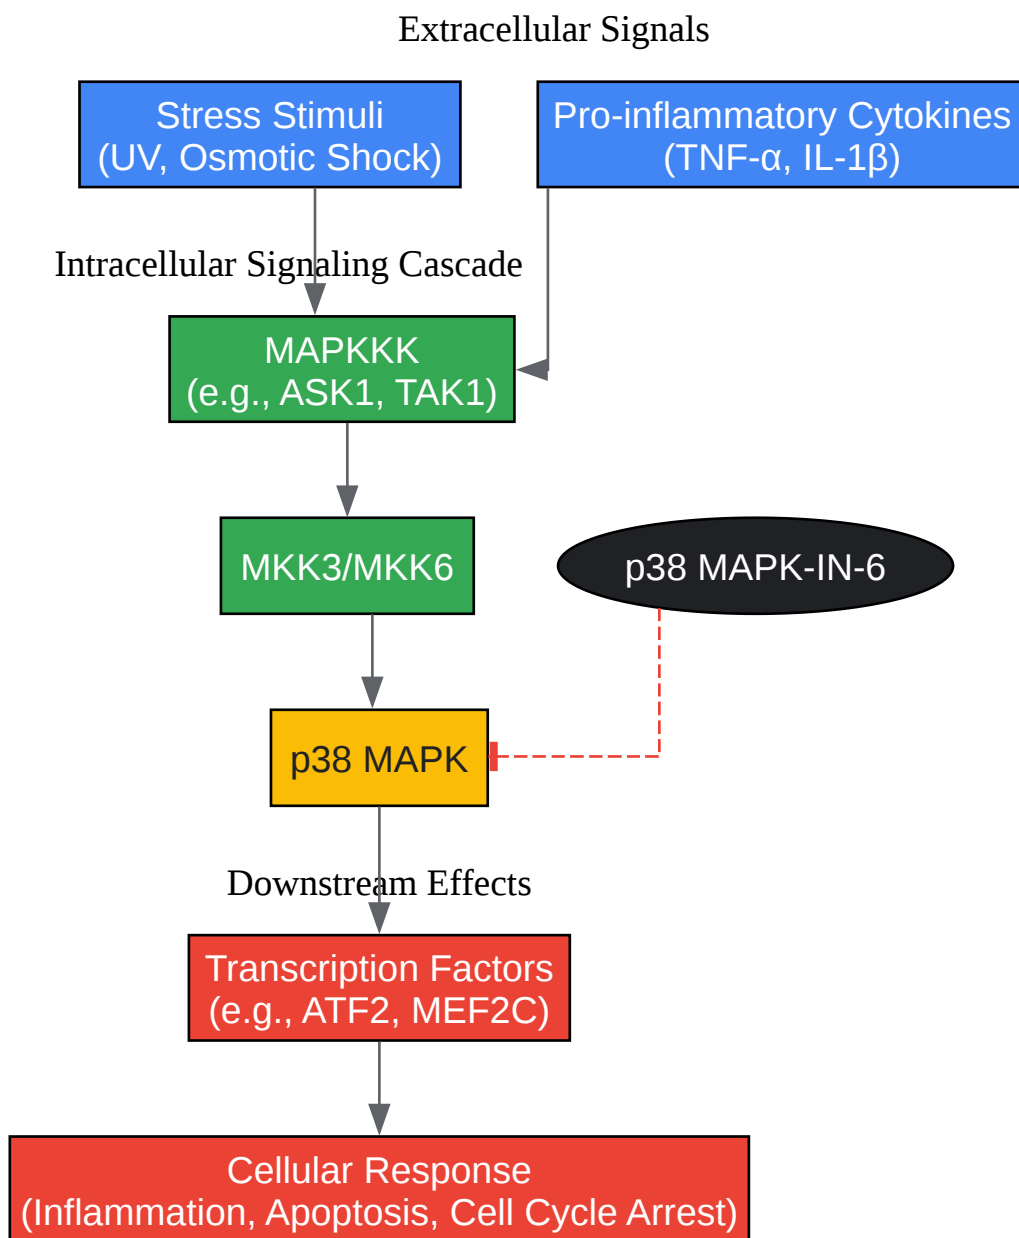 Extracellular Signals
Stress Stimuli
(UV, Osmotic Shock)
Pro-inflammatory Cytokines
(TNF-α, IL-1β)
Intracellular Signaling Cascade
MAPKKK
(e.g., ASK1, TAK1)
MKK3/MKK6
p38 MAPK-IN-6
p38 MAPK
Downstream Effects
Transcription Factors
(e.g., ATF2, MEF2C)
Cellular Response
(Inflammation, Apoptosis, Cell Cycle Arrest)